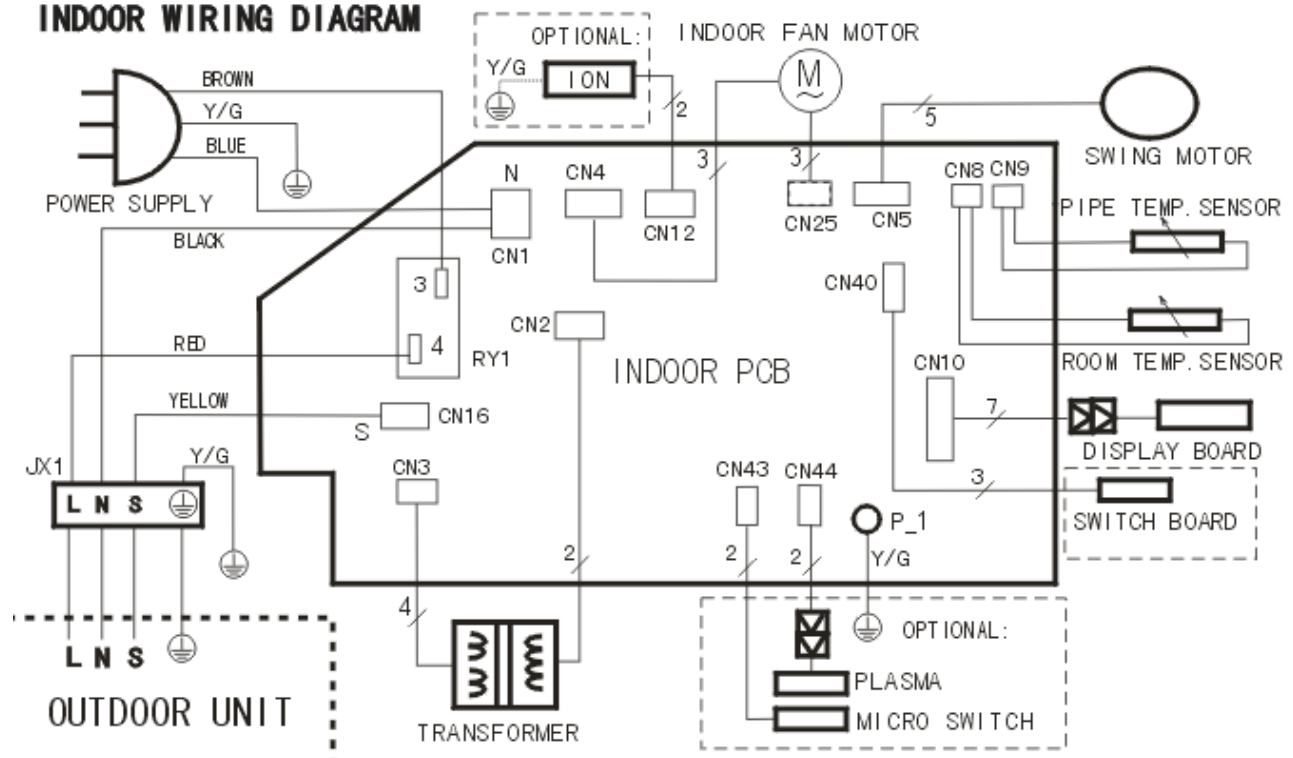 INDOOR WIRING DIAGRAM
OPTIONAL:
INDOOR FAN MOTOR
Y/G
ION
M
2
BROWN
Y/G
BLUE
POWER SUPPLY
5
SWING MOTOR
3
3
N
CN4
CN8 CN9
CN1
CN12
CN25
CN5
PIPE TEMP. SENSOR
BLACK
3
CN40
CN2
RED
4
RY1
INDOOR PCB
CN10
ROOM TEMP. SENSOR
YELLOW
S
CN16
7
DISPLAY BOARD
JX1
Y/G
CN3
CN43
CN44
3
L N S
P_1
SWITCH BOARD
2
2
2
Y/G
4
OPTIONAL:
L N S
PLASMA
OUTDOOR UNIT
MICRO SWITCH
TRANSFORMER